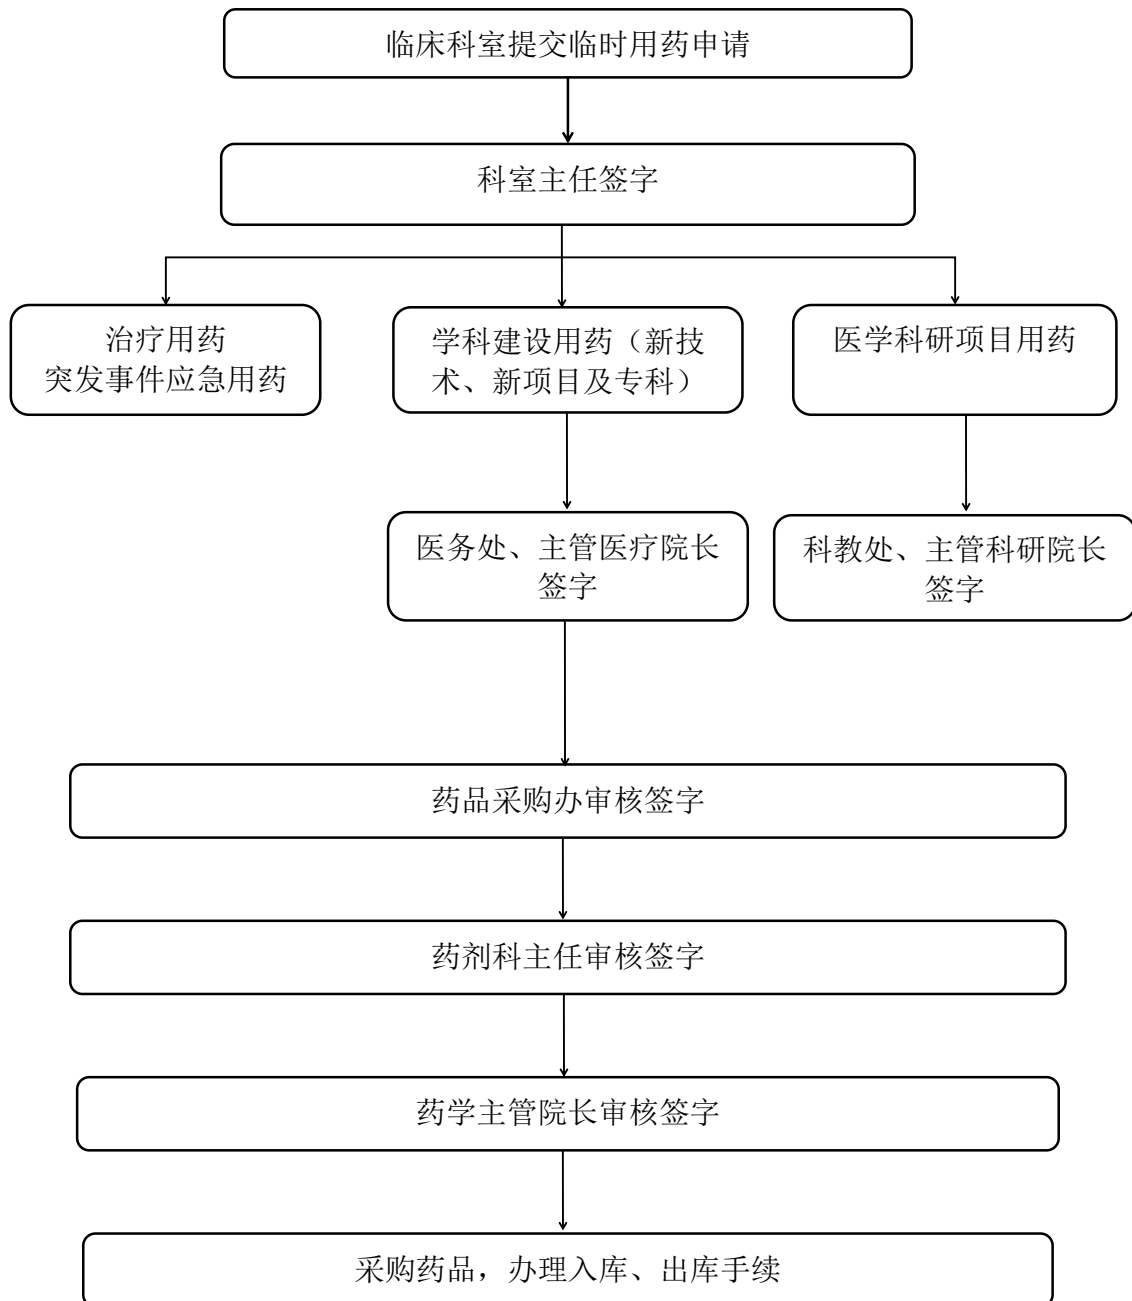 临床科室提交临时用药申请
科室主任签字
治疗用药
突发事件应急用药
学科建设用药（新技
术、新项目及专科）
医学科研项目用药
医务处、主管医疗院长
签字
科教处、主管科研院长
签字
药品采购办审核签字
药剂科主任审核签字
药学主管院长审核签字
采购药品，办理入库、出库手续